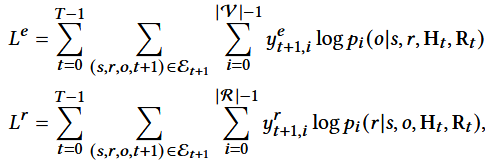 $L^e = \sum_{t=0}^{T-1} \sum_{(s,r,o,t+1) \in \mathcal{E}_{t+1}} \sum_{i=0}^{|\mathcal{V}|-1} y^e_{t+1,i} \log p_i(o|s, r, \mathbf{H}_t, \mathbf{R}_t)$
$L^r = \sum_{t=0}^{T-1} \sum_{(s,r,o,t+1) \in \mathcal{E}_{t+1}} \sum_{i=0}^{|\mathcal{R}|-1} y^r_{t+1,i} \log p_i(r|s, o, \mathbf{H}_t, \mathbf{R}_t),$